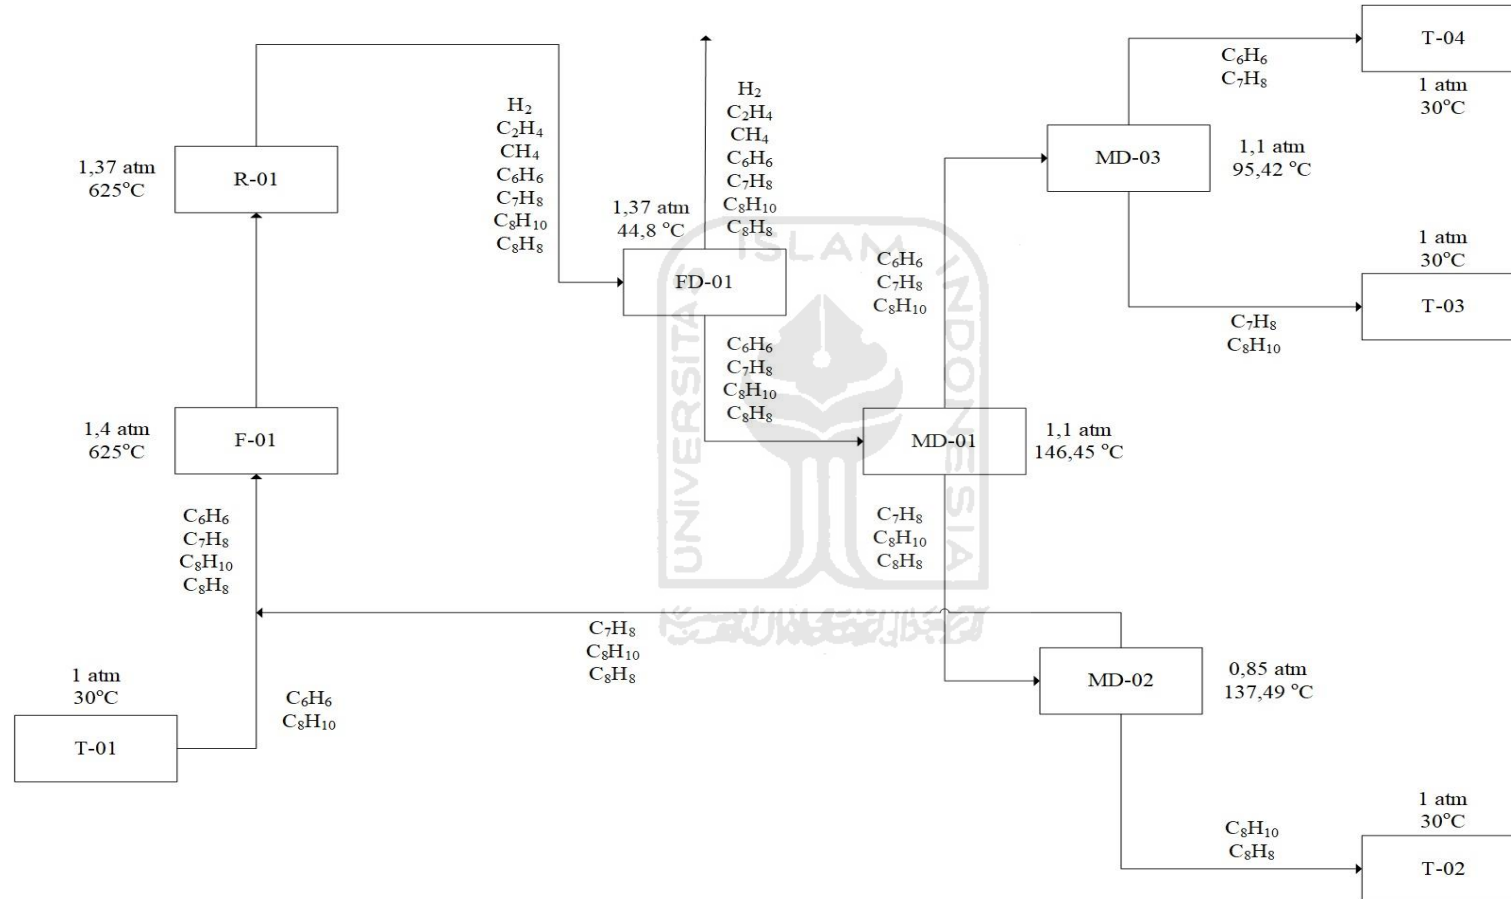 T-04
1 atm
30°C
C₆H₆
C₇H₈
H₂
C₂H₄
CH₄
C₆H₆
C₇H₈
C₈H₁₀
C₈H₈
H₂
C₂H₄
CH₄
C₆H₆
C₇H₈
C₈H₁₀
C₈H₈
1,37 atm
625°C
R-01
MD-03
1,1 atm
95,42 °C
1,37 atm
44,8 °C
FD-01
C₆H₆
C₇H₈
C₈H₁₀
1 atm
30°C
T-03
C₇H₈
C₈H₁₀
C₆H₆
C₇H₈
C₈H₁₀
C₈H₈
1,4 atm
625°C
F-01
MD-01
1,1 atm
146,45 °C
C₆H₆
C₇H₈
C₈H₁₀
C₈H₈
C₇H₈
C₈H₁₀
C₈H₈
C₇H₈
C₈H₁₀
C₈H₈
1 atm
30°C
T-01
C₆H₆
C₈H₁₀
MD-02
0,85 atm
137,49 °C
1 atm
30°C
T-02
C₈H₁₀
C₈H₈
UNIVERSITAS
ISLAM
INDONESIA